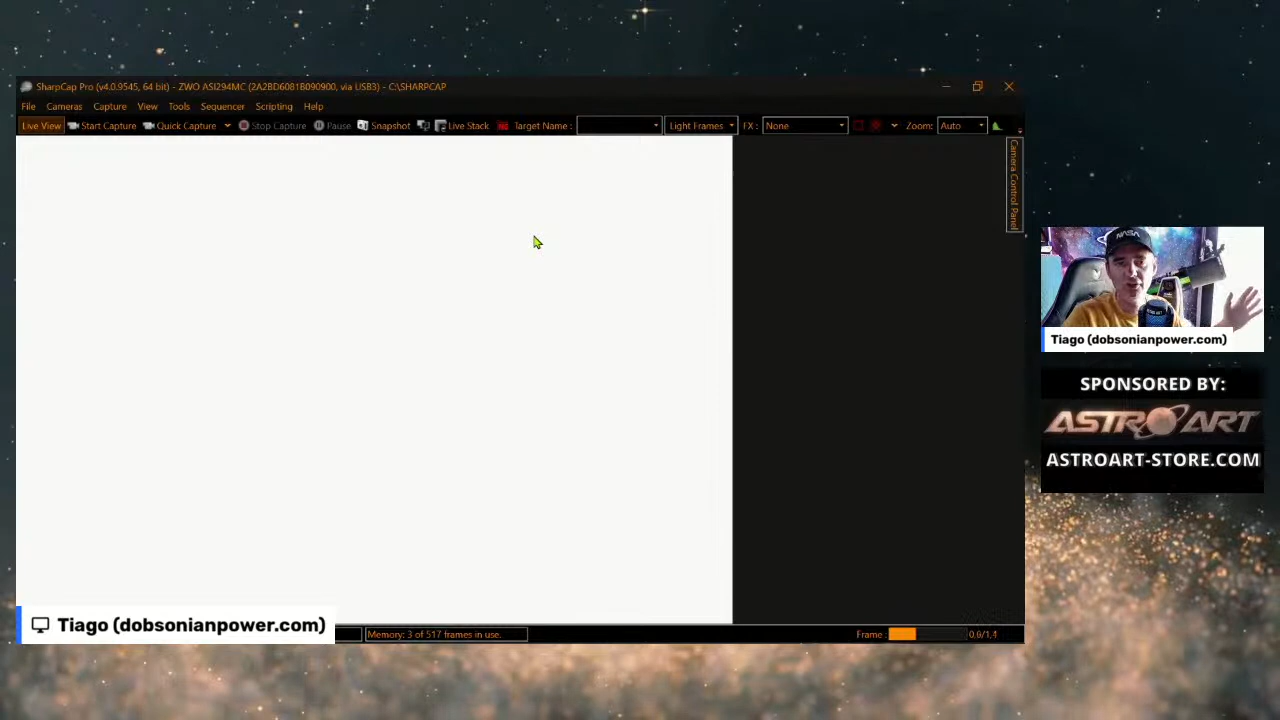 SharpCap Pro (v4.0.9545, 64 bit) - ZWO ASI294MC (2A2BD6081B090900, via USB3) - C:\SHARPCAP
File Cameras Capture View Tools Sequencer Scripting Help
Live View Start Capture Quick Capture Stop Capture Pause Snapshot Live Stack Target Name : Light Frames FX : None Zoom: Auto
Camera Control Panel
NASA
Tiago (dobsonianpower.com)
SPONSORED BY:
ASTROART
ASTROART-STORE.COM
Tiago (dobsonianpower.com)
Memory: 3 of 517 frames in use.
Frame :